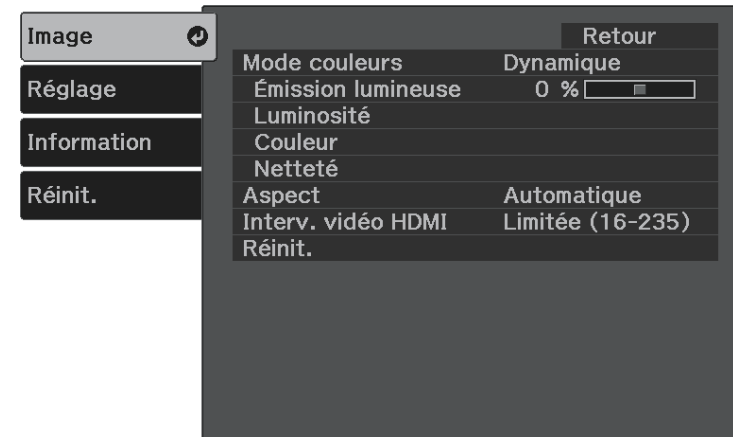 Image
Réglage
Information
Réinit.
Retour
Mode couleurs Dynamique
Émission lumineuse 0 %
Luminosité
Couleur
Netteté
Aspect Automatique
Interv. vidéo HDMI Limitée (16-235)
Réinit.